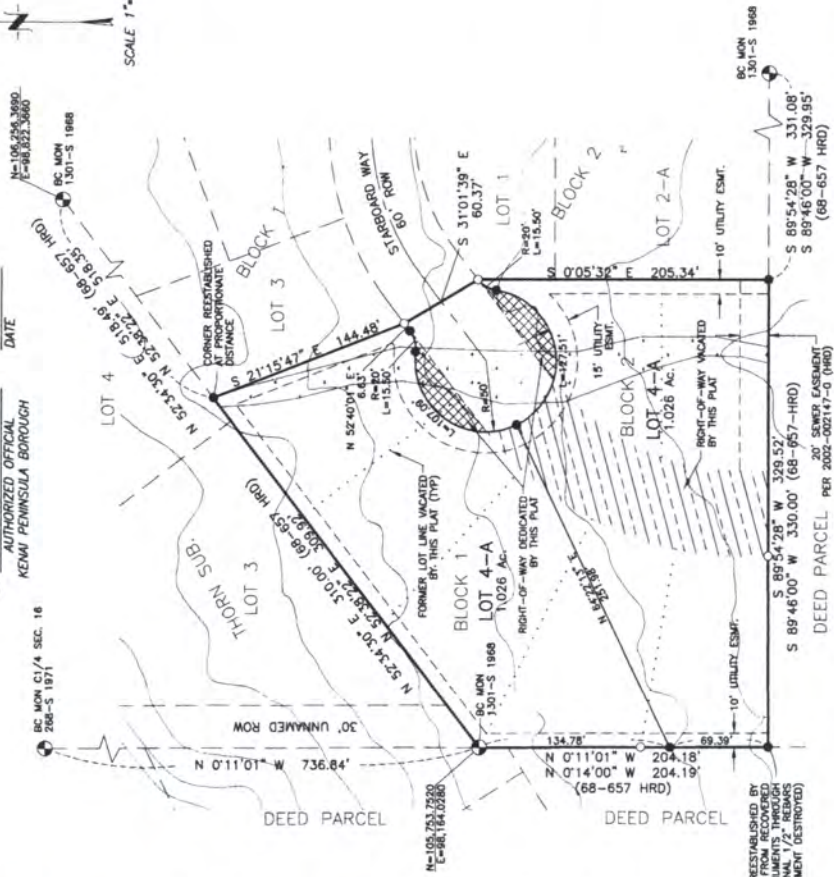 AUTHORIZED OFFICIAL
KENAI PENINSULA BOROUGH
DATE
N
SCALE 1"=
N=106,256.3690
E=98,822.3660
BC MON
1301-S 1968
BC MON C1/4 SEC. 16
268-S 1971
LOT 4
THORN SUB.
LOT 3
N 52'34'30" E 518.49' (68-657 HRD)
N 52'38'22" E 518.35'
CORNER REESTABLISHED
AT PROPORTIONATE
DISTANCE
BLOCK 1
LOT 3
S 21'15'47" E 144.48'
STARBOARD WAY
60' ROW
S 31'01'39" E
60.37'
LOT 1
BLOCK 2
LOT 2-A
BC MON
1301-S 1968
N 52'34'30" E 310.00' (68-657 HRD)
N 52'38'22" E 309.92'
N 52'40'01" E
6.63'
R=20'
L=15.50'
L=107.09
R=50'
R=20'
L=15.50'
L=127.51'
15' UTILITY
ESMT.
S 0'05'32" E 205.34'
10' UTILITY ESMT.
FORMER LOT LINE VACATED
BY THIS PLAT (TYP)
RIGHT-OF-WAY DEDICATED
BY THIS PLAT
RIGHT-OF-WAY VACATED
BY THIS PLAT
30' UNNAMED ROW
N 0'11'01" W 736.84'
DEED PARCEL
N=105,753.7520
E=98,164.0280
BC MON
1301-S 1968
BLOCK 1
LOT 4-A
1.026 Ac.
BLOCK 2
LOT 4-A
1.026 Ac.
134.78'
69.39'
N 0'11'01" W 204.18'
N 0'14'00" W 204.19'
(68-657 HRD)
DEED PARCEL
10' UTILITY ESMT.
S 89'54'28" W 329.52'
S 89'46'00" W 330.00' (68-657-HRD)
DEED PARCEL
20' SEWER EASEMENT
PER 2002-002177-0 (HRD)
S 89'54'28" W 331.08'
S 89'46'00" W 329.95'
(68-657 HRD)
REESTABLISHED BY
FROM RECOVERED
UMENTS THROUGH
NAL 1/2" REBARS
MENT DESTROYED)